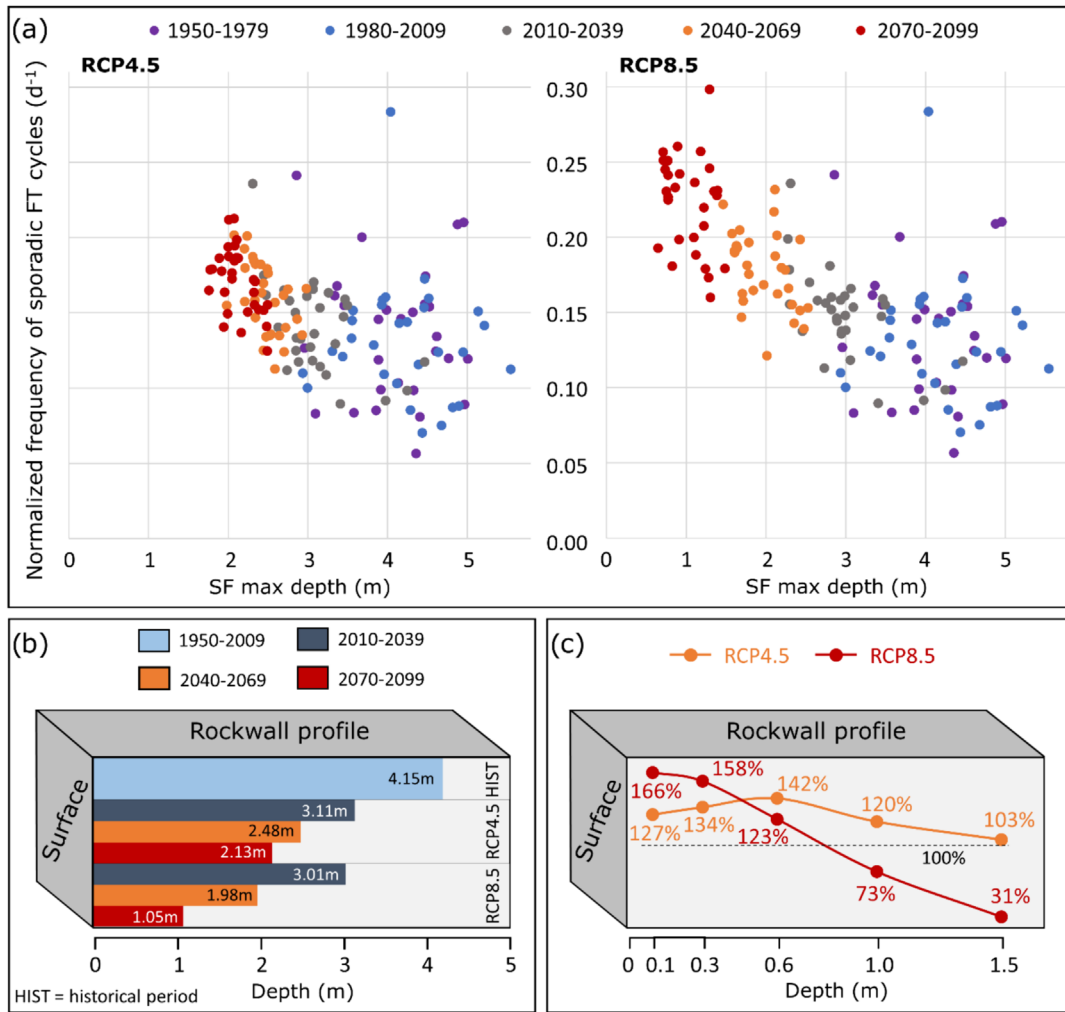 (a)
1950-1979 1980-2009 2010-2039 2040-2069 2070-2099
RCP4.5 RCP8.5
Normalized frequency of sporadic FT cycles (d⁻¹)
0.30
0.25
0.20
0.15
0.10
0.05
0.00
0 1 2 3 4 5
0 1 2 3 4 5
SF max depth (m) SF max depth (m)
(b)
1950-2009 2010-2039
2040-2069 2070-2099
Rockwall profile
Surface
4.15m
HIST
3.11m
2.48m
2.13m
RCP4.5
3.01m
1.98m
1.05m
RCP8.5
0 1 2 3 4 5
Depth (m)
HIST = historical period
(c)
RCP4.5 RCP8.5
Rockwall profile
Surface
166% 158% 123% 73% 31%
127% 134% 142% 120% 103%
100%
0 0.1 0.3 0.6 1.0 1.5
Depth (m)